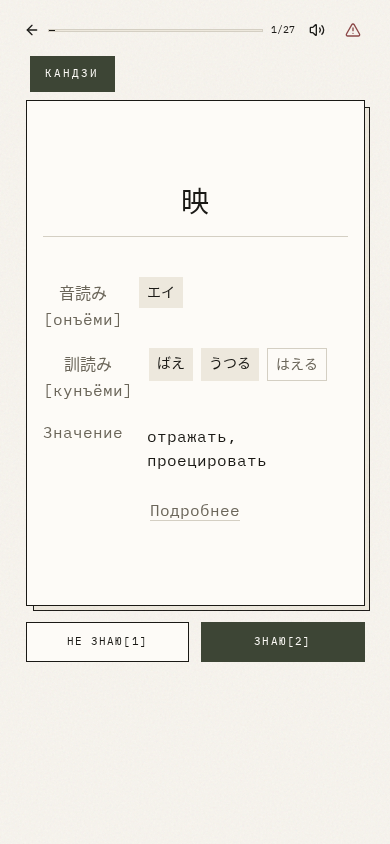 1/27
КАНДЗИ
映
音読み エイ
[онъёми]
訓読み ばえ うつる はえる
[кунъёми]
Значение отражать,
проецировать
Подробнее
НЕ ЗНАЮ[1] ЗНАЮ[2]